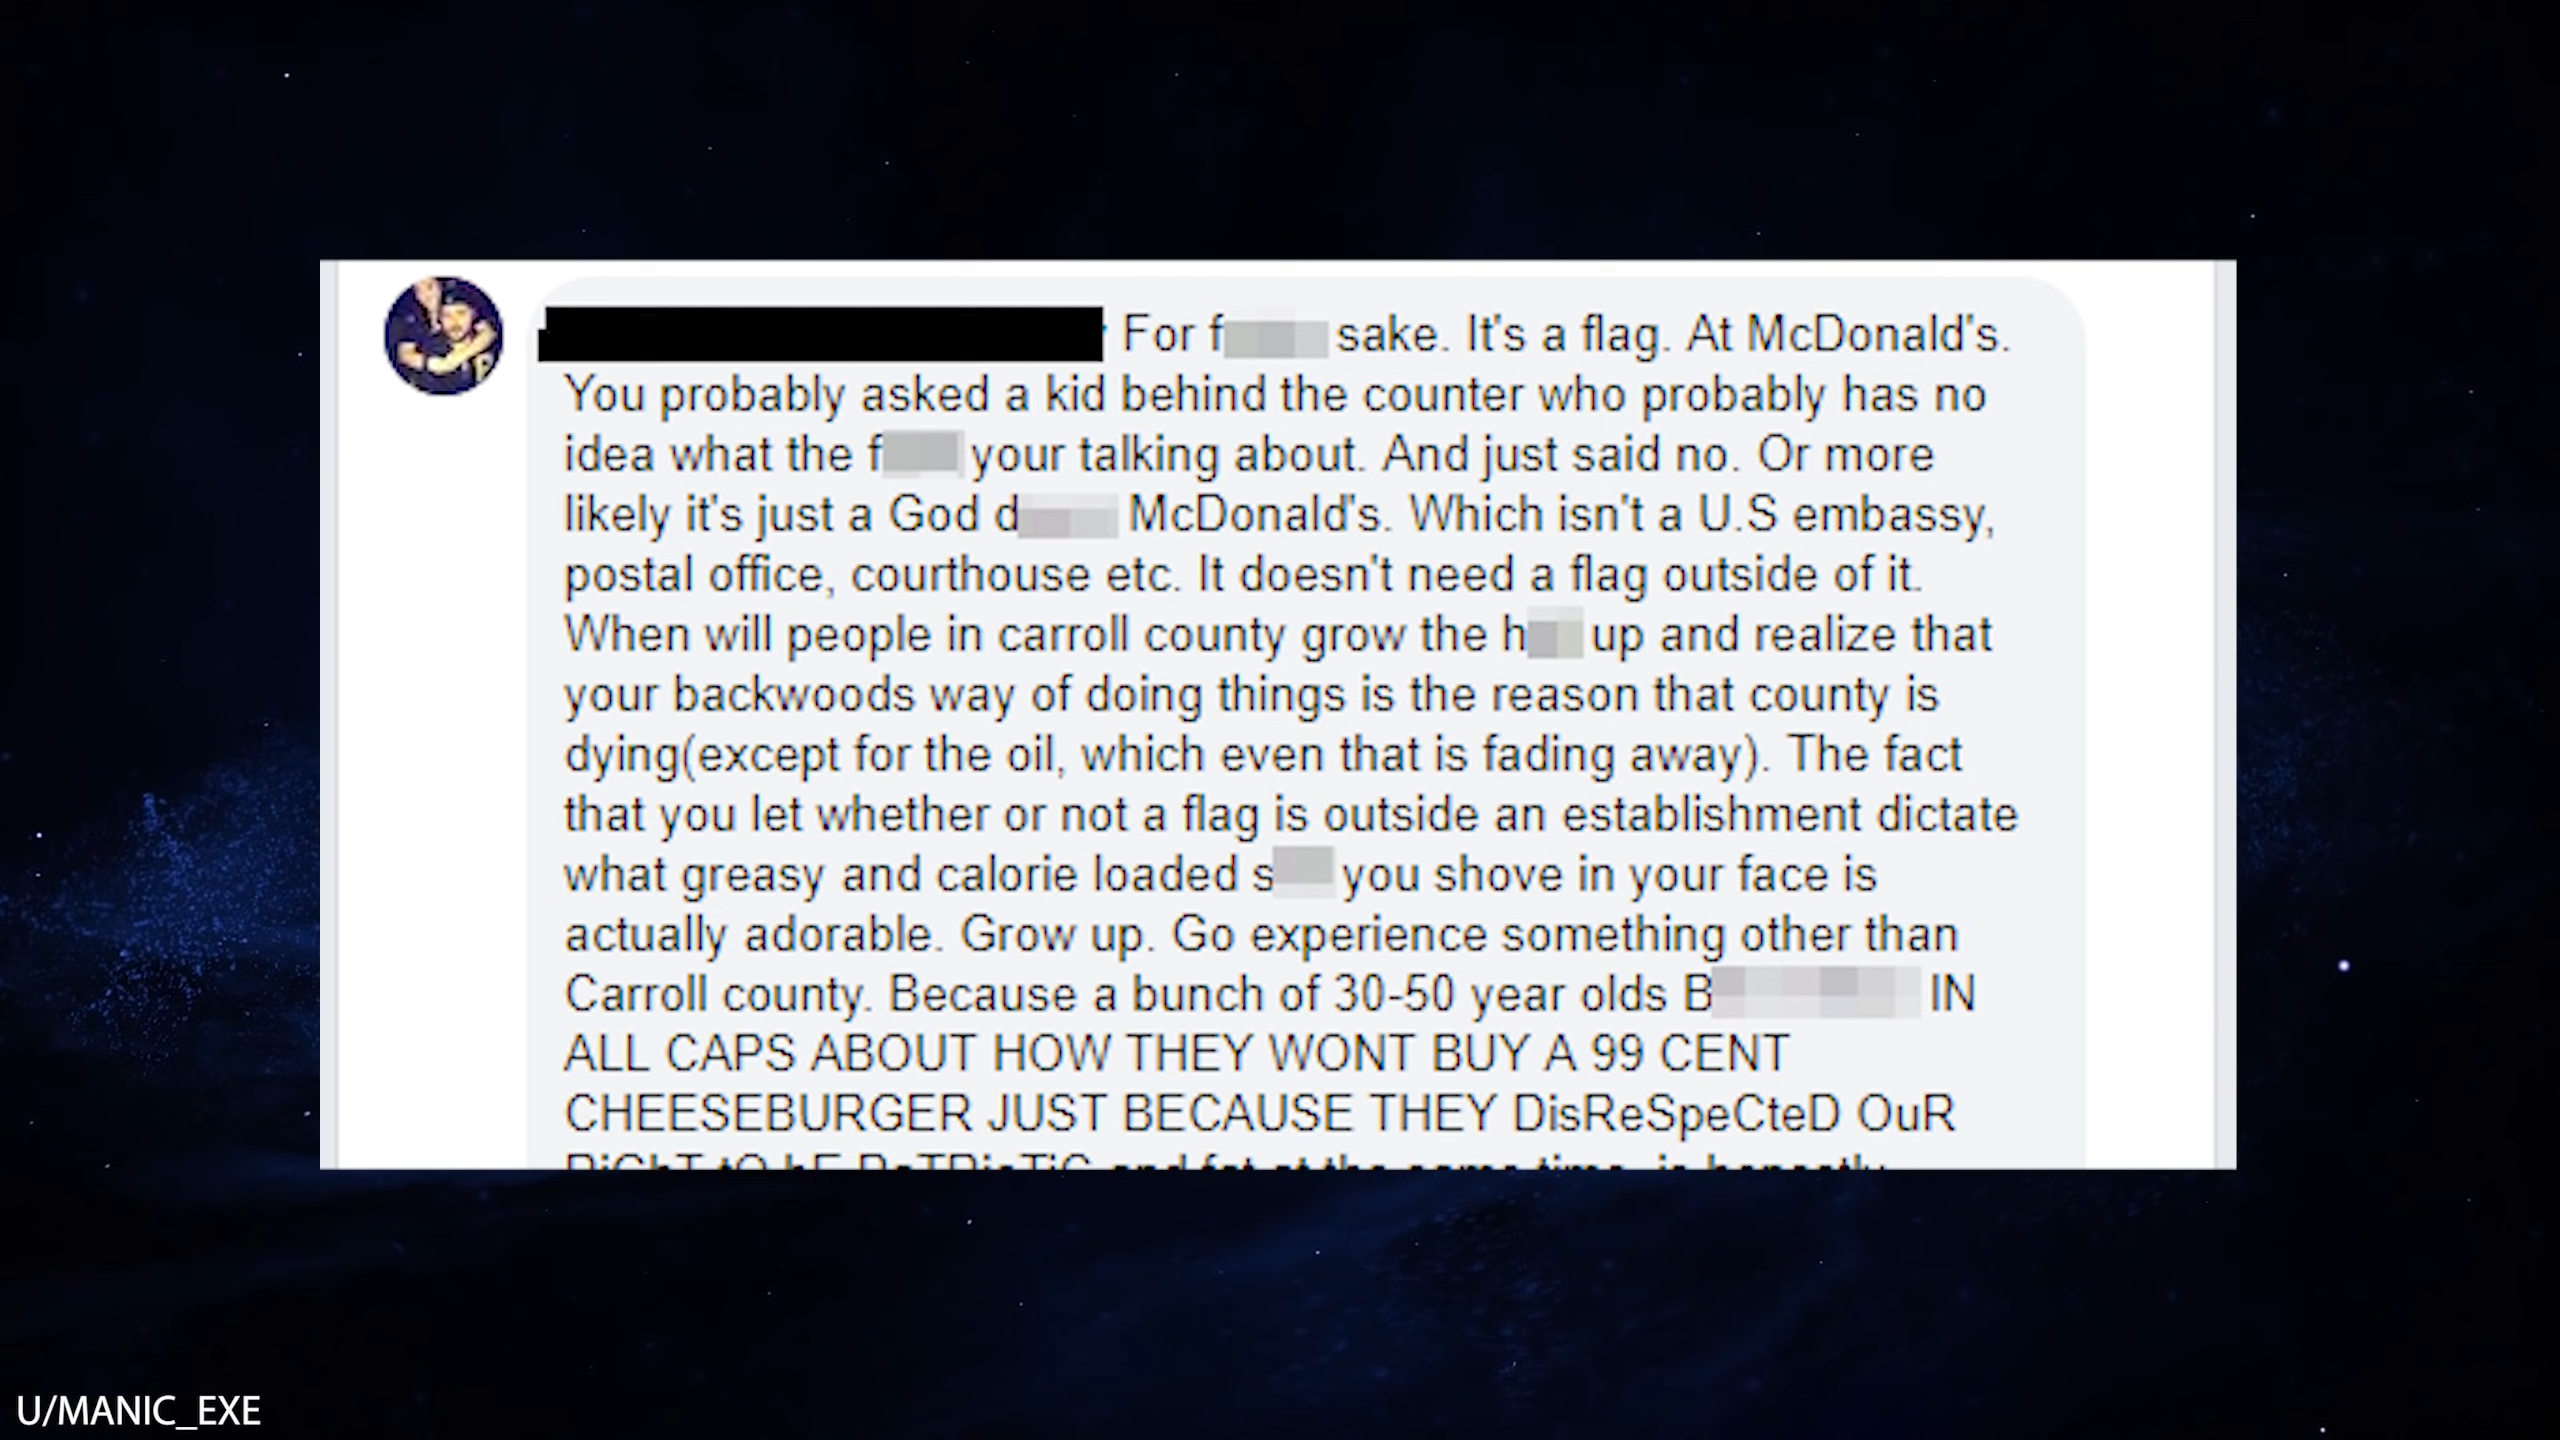 For f sake. It's a flag. At McDonald's.
You probably asked a kid behind the counter who probably has no
idea what the f your talking about. And just said no. Or more
likely it's just a God d McDonald's. Which isn't a U.S embassy,
postal office, courthouse etc. It doesn't need a flag outside of it.
When will people in carroll county grow the h up and realize that
your backwoods way of doing things is the reason that county is
dying(except for the oil, which even that is fading away). The fact
that you let whether or not a flag is outside an establishment dictate
what greasy and calorie loaded s you shove in your face is
actually adorable. Grow up. Go experience something other than
Carroll county. Because a bunch of 30-50 year olds B IN
ALL CAPS ABOUT HOW THEY WONT BUY A 99 CENT
CHEESEBURGER JUST BECAUSE THEY DisReSpeCteD OuR
U/MANIC_EXE